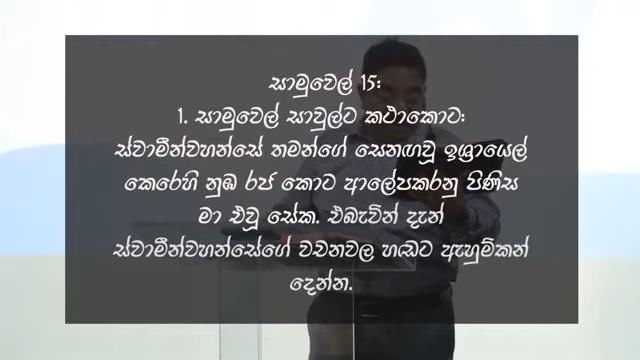 සාමුවෙල් 15:
1. සාමුවෙල් සාවුල්ට කථාකොට:
ස්වාමීන්වහන්සේ තමන්ගේ සෙනඟවූ ඉශ්‍රායෙල්
කෙරෙහි නුඹ රජ කොට ආලේපකරනු පිණිස
මා එවූ සේක. එබැවින් දැන්
ස්වාමීන්වහන්සේගේ වචනවල හඬට ඇහුම්කන්
දෙන්න.